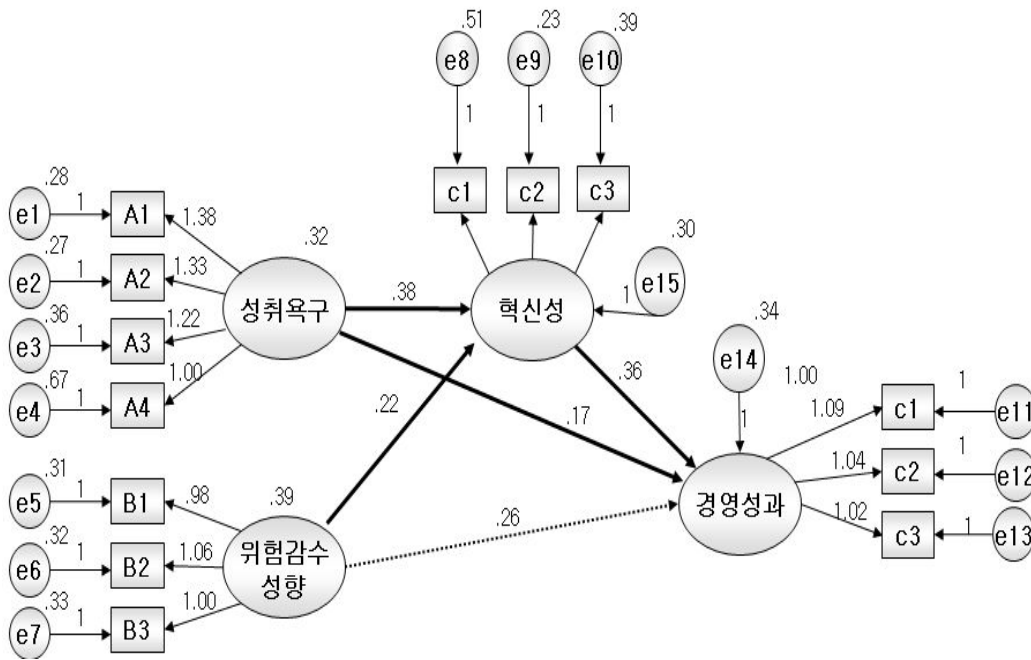 .51
.23
.39
e8
e9
e10
1
1
1
c1
c2
c3
.28
e1
1
A1
1.38
.27
e2
1
A2
1.33
.36
e3
1
A3
1.22
.67
e4
1
A4
1.00
.32
성취욕구
.38
혁신성
.30
1
e15
.22
.17
.36
.34
e14
1
1.00
1.09
c1
1
e11
1.04
c2
1
e12
1.02
c3
1
e13
경영성과
.31
e5
1
B1
.98
.32
e6
1
B2
1.06
.33
e7
1
B3
1.00
.39
위험감수
성향
.26